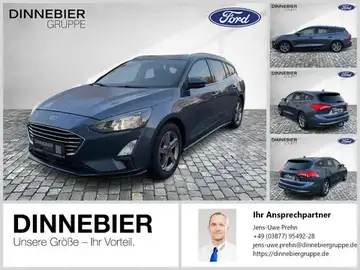 DINNEBIER
GRUPPE
Ford
DINNEBIER
Unsere Größe – Ihr Vorteil.
Ihr Ansprechpartner
Jens-Uwe Prehn
+49 (03877) 95492-28
jens-uwe.prehn@dinnebier.de
https://dinnebiergruppe.de